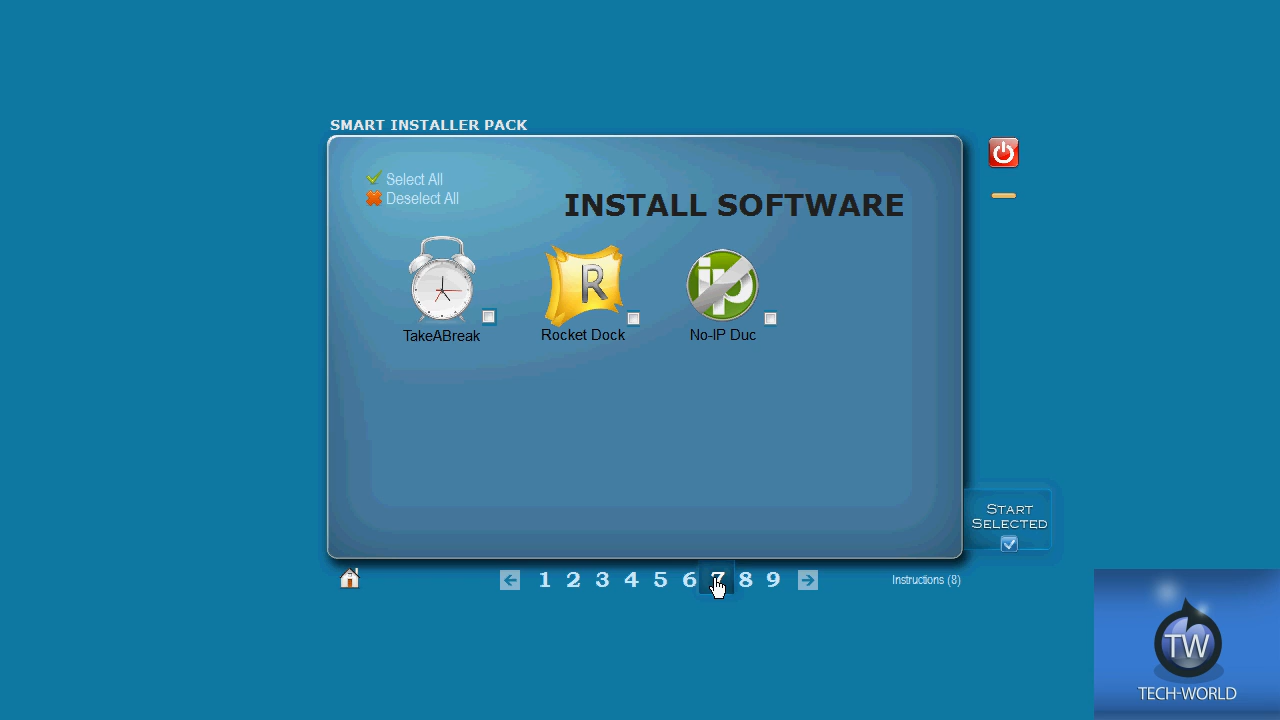 SMART INSTALLER PACK
Select All
Deselect All
INSTALL SOFTWARE
R
ip
TakeABreak
Rocket Dock
No-IP Duc
START
SELECTED
1 2 3 4 5 6 7 8 9
Instructions (8)
TW
TECH-WORLD